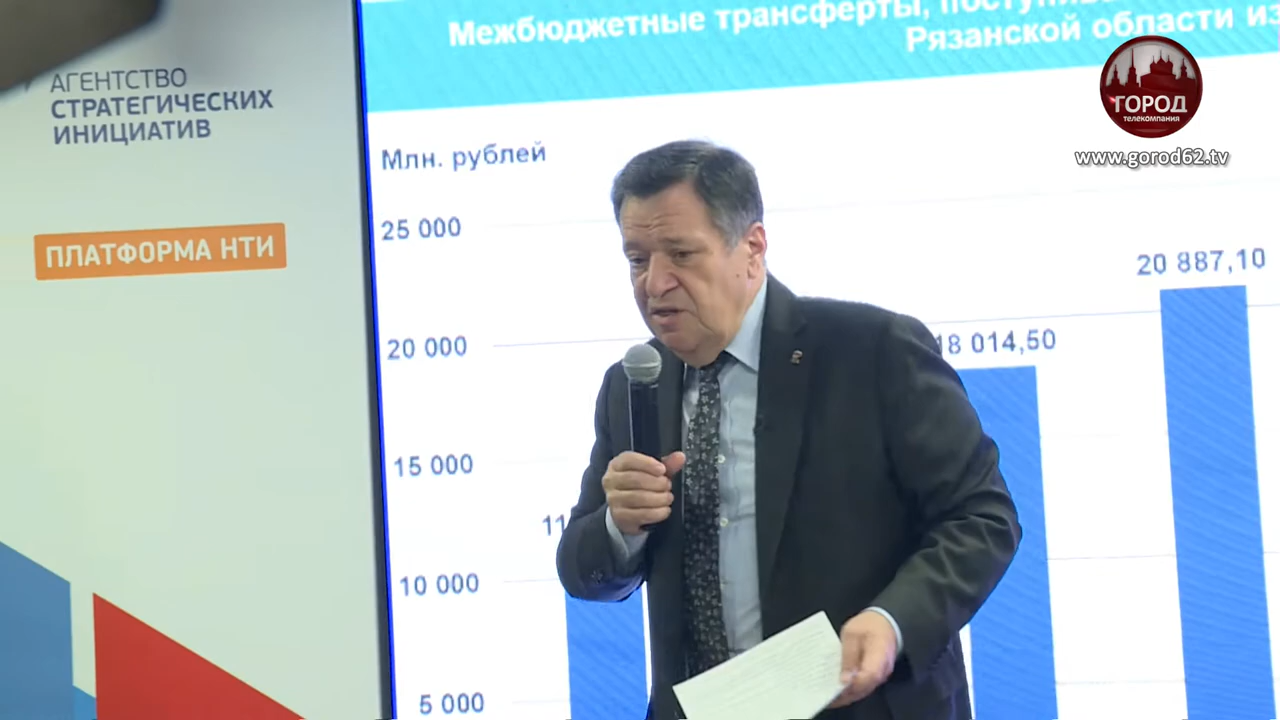 АГЕНТСТВО
СТРАТЕГИЧЕСКИХ
ИНИЦИАТИВ
ПЛАТФОРМА НТИ
Межбюджетные трансферты,
Рязанской области из
Млн. рублей
25 000
20 000
15 000
10 000
5 000
18 014,50
20 887,10
ГОРОД
телекомпания
www.gorod62.tv